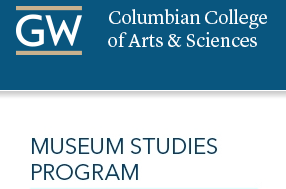 GW
Columbian College
of Arts & Sciences
MUSEUM STUDIES
PROGRAM